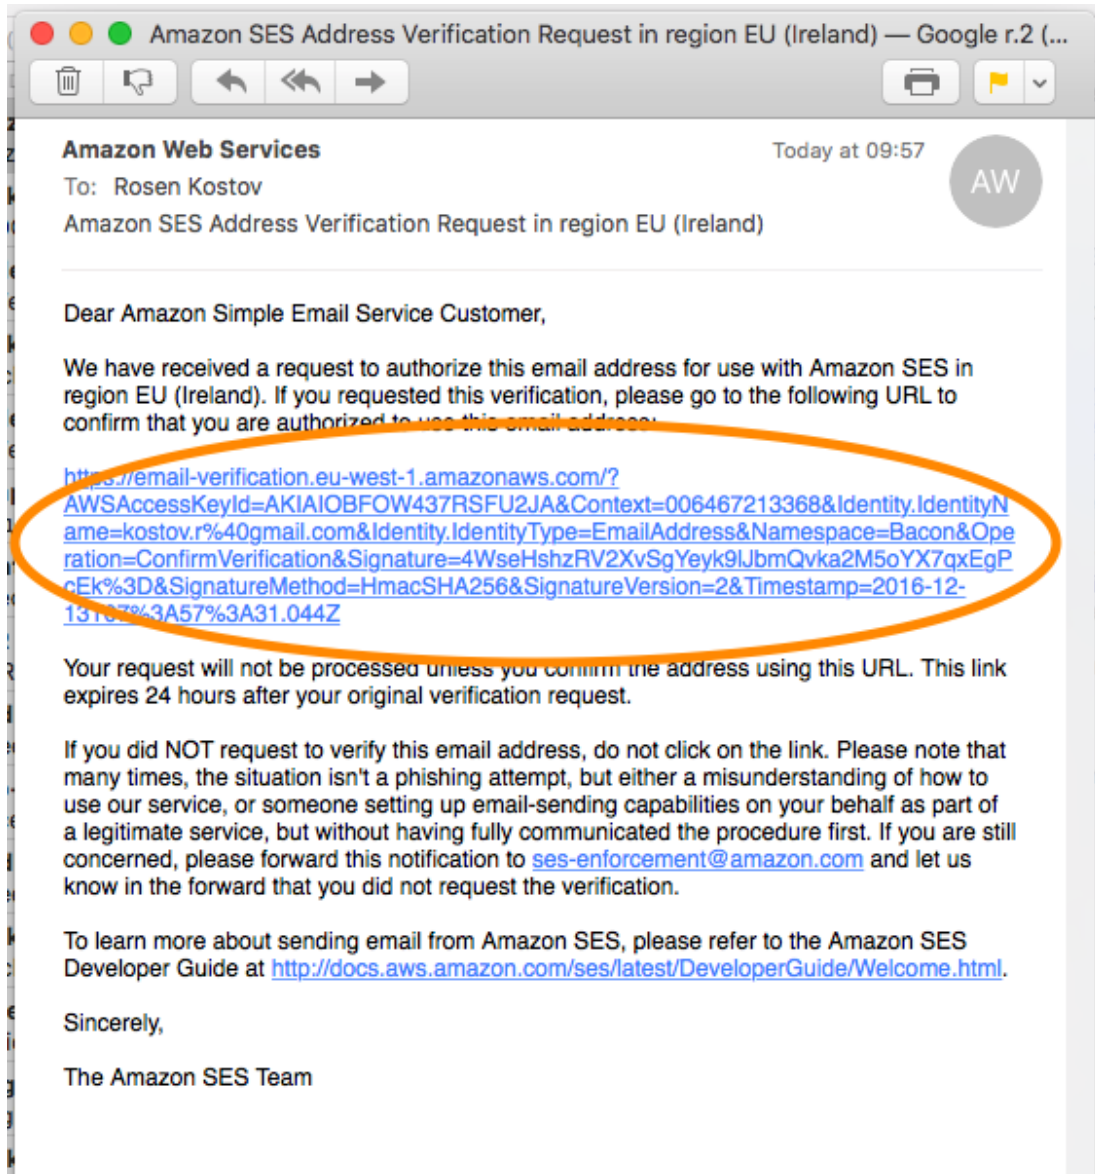 Amazon SES Address Verification Request in region EU (Ireland) — Google r.2 (...
Amazon Web Services
Today at 09:57
AW
To: Rosen Kostov
Amazon SES Address Verification Request in region EU (Ireland)
Dear Amazon Simple Email Service Customer,
We have received a request to authorize this email address for use with Amazon SES in
region EU (Ireland). If you requested this verification, please go to the following URL to
confirm that you are authorized to use this email address:
https://email-verification.eu-west-1.amazonaws.com/?
AWSAccessKeyId=AKIAIOBFOW437RSFU2JA&Context=006467213368&Identity.IdentityN
ame=kostov.r%40gmail.com&Identity.IdentityType=EmailAddress&Namespace=Bacon&Ope
ration=ConfirmVerification&Signature=4WseHshzRV2XvSgYeyk9lJbmQvka2M5oYX7qxEgP
cEk%3D&SignatureMethod=HmacSHA256&SignatureVersion=2&Timestamp=2016-12-
13T07%3A57%3A31.044Z
Your request will not be processed unless you confirm the address using this URL. This link
expires 24 hours after your original verification request.
If you did NOT request to verify this email address, do not click on the link. Please note that
many times, the situation isn't a phishing attempt, but either a misunderstanding of how to
use our service, or someone setting up email-sending capabilities on your behalf as part of
a legitimate service, but without having fully communicated the procedure first. If you are still
concerned, please forward this notification to ses-enforcement@amazon.com and let us
know in the forward that you did not request the verification.
To learn more about sending email from Amazon SES, please refer to the Amazon SES
Developer Guide at http://docs.aws.amazon.com/ses/latest/DeveloperGuide/Welcome.html.
Sincerely,
The Amazon SES Team